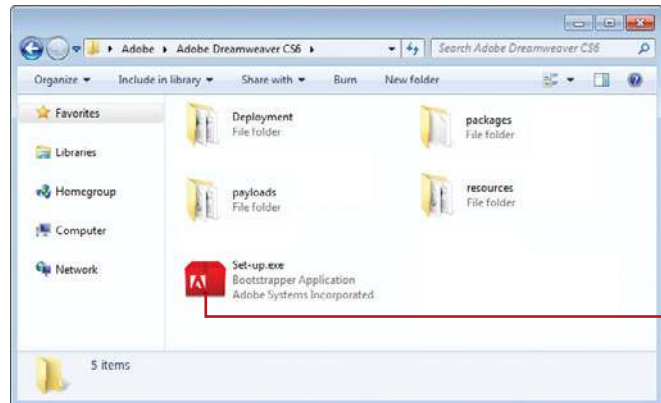 Adobe ▸ Adobe Dreamweaver CS6 ▸
Search Adobe Dreamweaver CS6
Organize Include in library Share with Burn New folder
Favorites
Libraries
Homegroup
Computer
Network
Deployment
File folder
packages
File folder
payloads
File folder
resources
File folder
Set-up.exe
Bootstrapper Application
Adobe Systems Incorporated
5 items